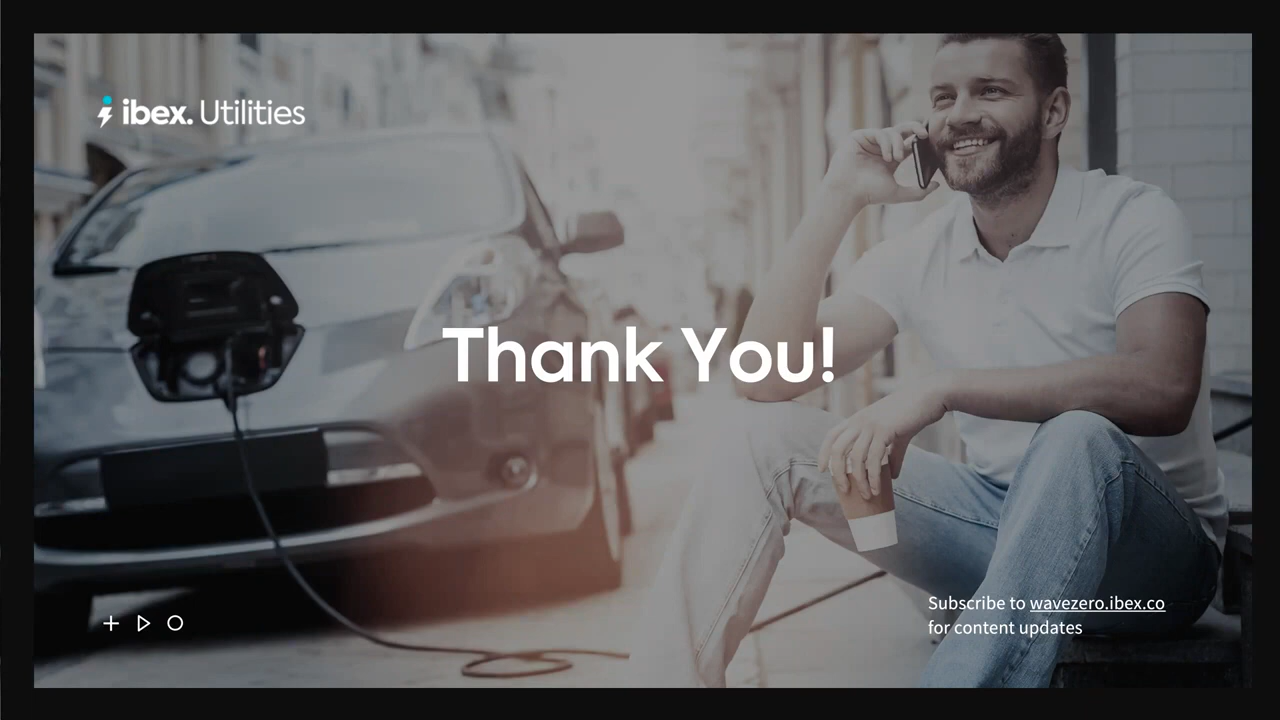 ibex. Utilities
Thank You!
Subscribe to wavezero.ibex.co
for content updates